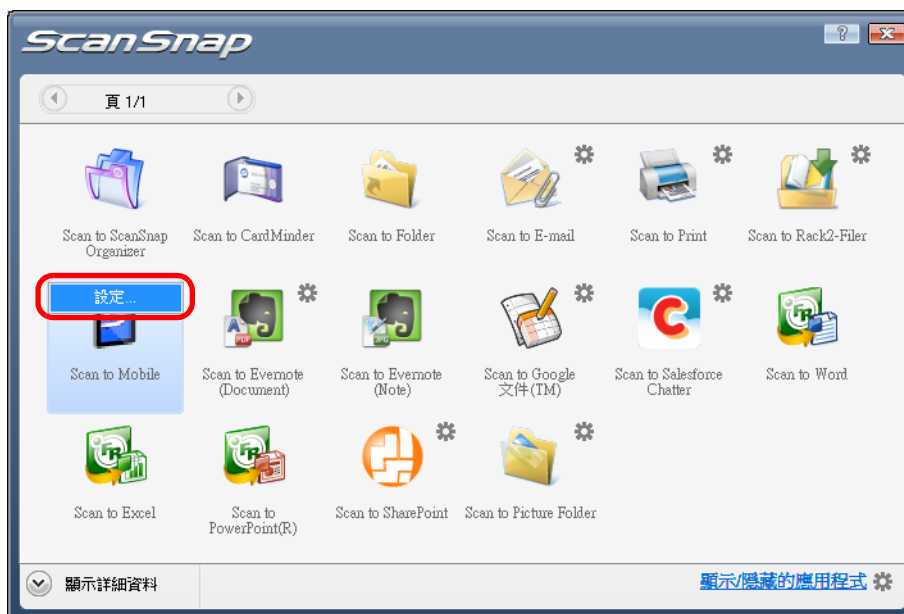 ScanSnap
頁 1/1
Scan to ScanSnap
Organizer
Scan to CardMinder
Scan to Folder
Scan to E-mail
Scan to Print
Scan to Rack2-Filer
設定...
Scan to Mobile
Scan to Evernote
(Document)
Scan to Evernote
(Note)
Scan to Google
文件(TM)
Scan to Salesforce
Chatter
Scan to Word
Scan to Excel
Scan to
PowerPoint(R)
Scan to SharePoint
Scan to Picture Folder
顯示詳細資料
顯示/隱藏的應用程式